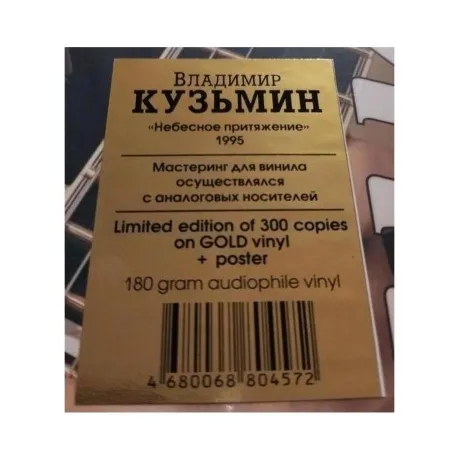 Владимир
КУЗЬМИН
«Небесное притяжение»
1995
Мастеринг для винила
осуществлялся
с аналоговых носителей
Limited edition of 300 copies
on GOLD vinyl
+ poster
180 gram audiophile vinyl
4 680068 804572